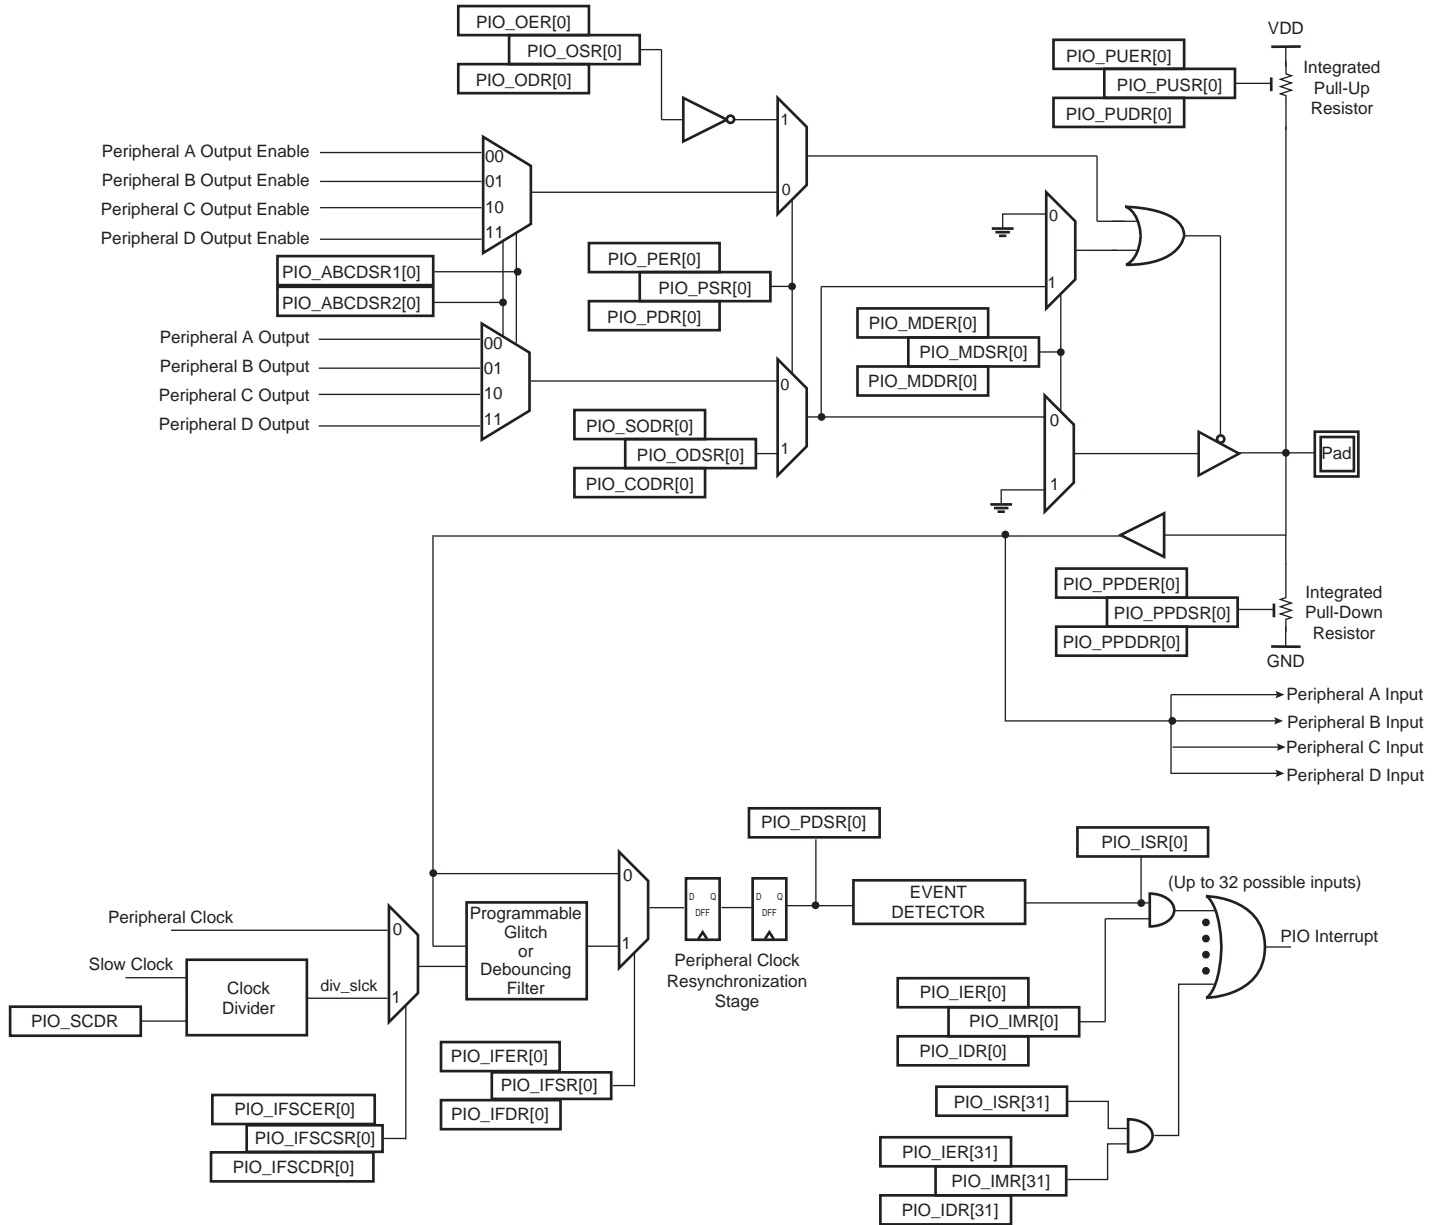 PIO_OER[0]
PIO_OSR[0]
PIO_ODR[0]
PIO_PUER[0]
PIO_PUSR[0]
PIO_PUDR[0]
VDD
Integrated
Pull-Up
Resistor
1
0
Peripheral A Output Enable
Peripheral B Output Enable
Peripheral C Output Enable
Peripheral D Output Enable
00
01
10
11
PIO_ABCDSR1[0]
PIO_ABCDSR2[0]
PIO_PER[0]
PIO_PSR[0]
PIO_PDR[0]
0
1
PIO_MDER[0]
PIO_MDSR[0]
PIO_MDDR[0]
Peripheral A Output
Peripheral B Output
Peripheral C Output
Peripheral D Output
00
01
10
11
0
1
PIO_SODR[0]
PIO_ODSR[0]
PIO_CODR[0]
0
1
Pad
PIO_PPDER[0]
PIO_PPDSR[0]
PIO_PPDDR[0]
Integrated
Pull-Down
Resistor
GND
Peripheral A Input
Peripheral B Input
Peripheral C Input
Peripheral D Input
PIO_PDSR[0]
PIO_ISR[0]
(Up to 32 possible inputs)
EVENT
DETECTOR
PIO Interrupt
0
1
D Q
DFF
D Q
DFF
Peripheral Clock
Resynchronization
Stage
Programmable
Glitch
or
Debouncing
Filter
Peripheral Clock
Slow Clock
0
1
Clock
Divider
div_slck
PIO_SCDR
PIO_IER[0]
PIO_IMR[0]
PIO_IDR[0]
PIO_IFER[0]
PIO_IFSR[0]
PIO_IFDR[0]
PIO_IFSCER[0]
PIO_IFSCSR[0]
PIO_IFSCDR[0]
PIO_ISR[31]
PIO_IER[31]
PIO_IMR[31]
PIO_IDR[31]